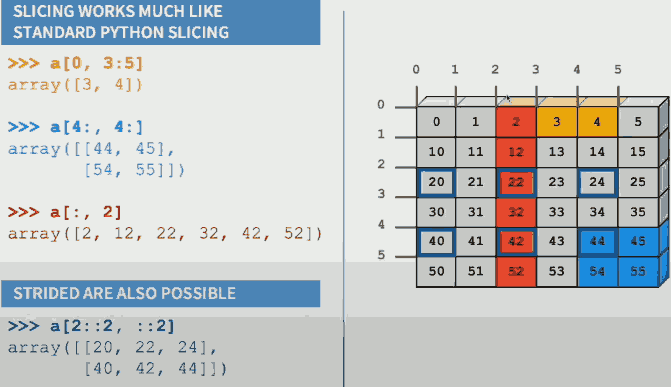 SLICING WORKS MUCH LIKE
STANDARD PYTHON SLICING
>>> a[0, 3:5]
array([3, 4])
>>> a[4:, 4:]
array([[44, 45],
[54, 55]])
>>> a[:, 2]
array([2, 12, 22, 32, 42, 52])
STRIDED ARE ALSO POSSIBLE
>>> a[2::2, ::2]
array([[20, 22, 24],
[40, 42, 44]])
0 1 2 3 4 5
0
1
2
3
4
5
0 1 2 3 4 5
10 11 12 13 14 15
20 21 22 23 24 25
30 31 32 33 34 35
40 41 42 43 44 45
50 51 52 53 54 55